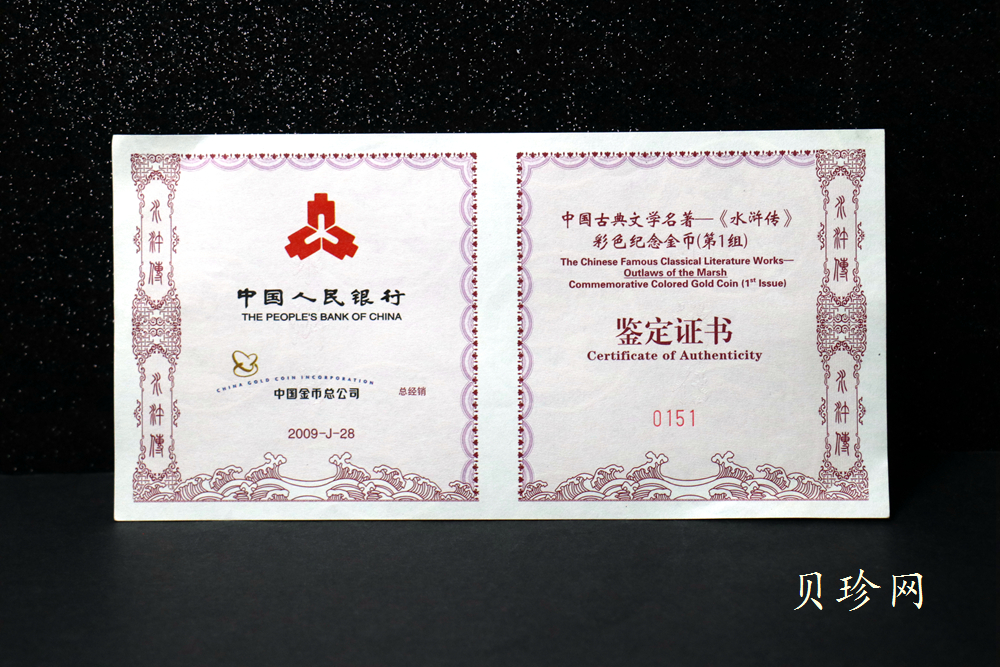 中国人民银行
THE PEOPLE'S BANK OF CHINA
CHINA GOLD COIN INCORPORATION
中国金币总公司 总经销
2009-J-28
水浒傳
水浒傳
中国古典文学名著—《水浒传》
彩色纪念金币(第1组)
The Chinese Famous Classical Literature Works—
Outlaws of the Marsh
Commemorative Colored Gold Coin (1st Issue)
鉴定证书
Certificate of Authenticity
0151
水浒傳
水浒傳
贝珍网